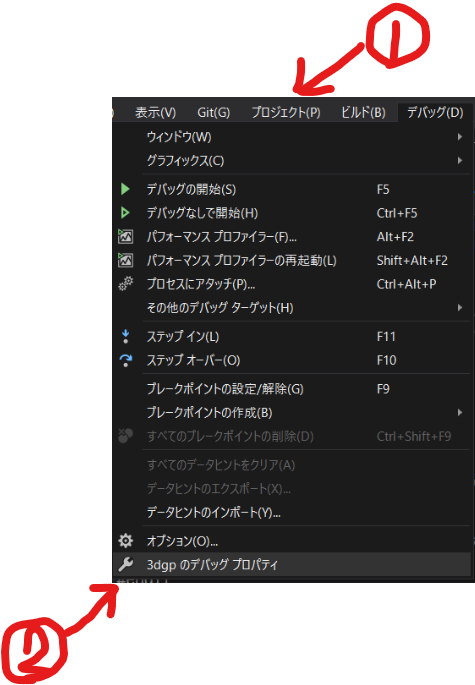 ①
) 表示(V) Git(G) プロジェクト(P) ビルド(B) デバッグ(D)
ウィンドウ(W)
グラフィックス(C)
デバッグの開始(S) F5
デバッグなしで開始(H) Ctrl+F5
パフォーマンス プロファイラー(F)... Alt+F2
パフォーマンス プロファイラーの再起動(L) Shift+Alt+F2
プロセスにアタッチ(P)... Ctrl+Alt+P
その他のデバッグ ターゲット(H)
ステップ イン(L) F11
ステップ オーバー(O) F10
ブレークポイントの設定/解除(G) F9
ブレークポイントの作成(B)
すべてのブレークポイントの削除(D) Ctrl+Shift+F9
すべてのデータヒントをクリア(A)
データヒントのエクスポート(X)...
データヒントのインポート(Y)...
オプション(O)...
3dgp のデバッグ プロパティ
②